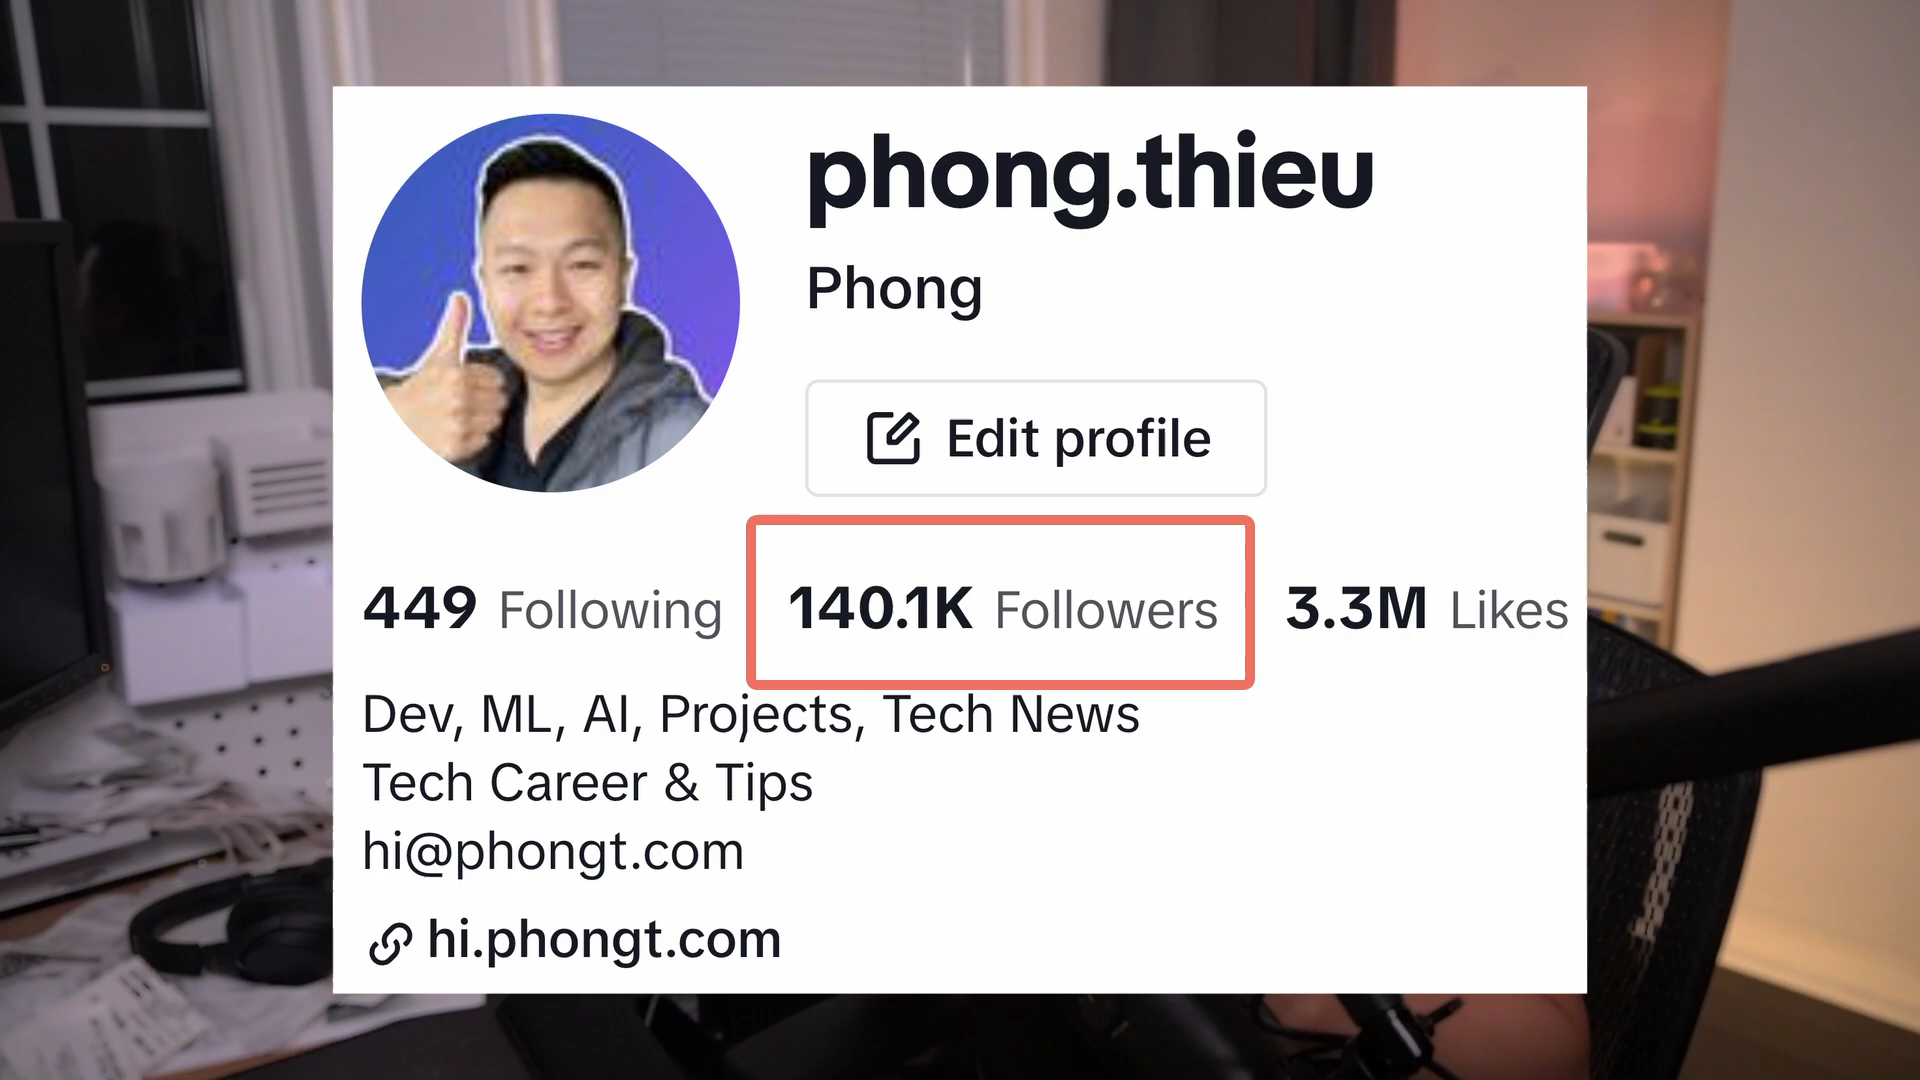 phong.thieu
Phong
Edit profile
449 Following 140.1K Followers 3.3M Likes
Dev, ML, AI, Projects, Tech News
Tech Career & Tips
hi@phongt.com
hi.phongt.com